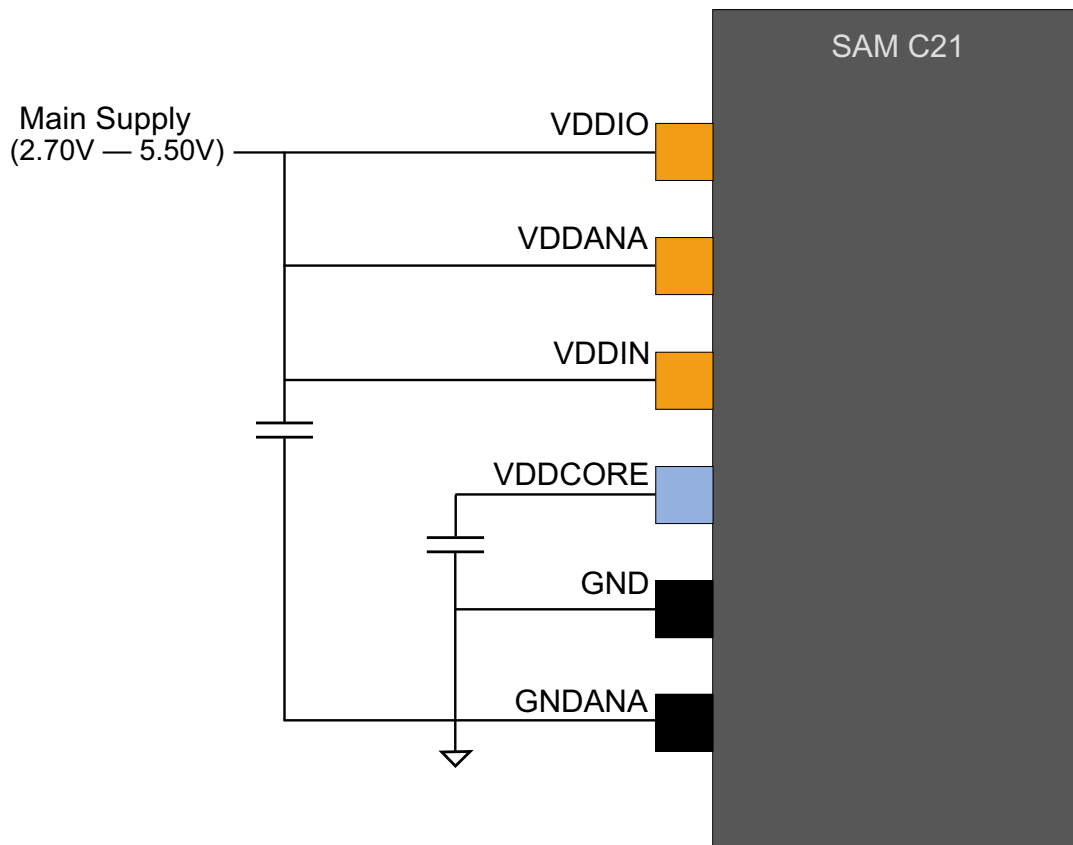 SAM C21
Main Supply
(2.70V — 5.50V)
VDDIO
VDDANA
VDDIN
VDDCORE
GND
GNDANA